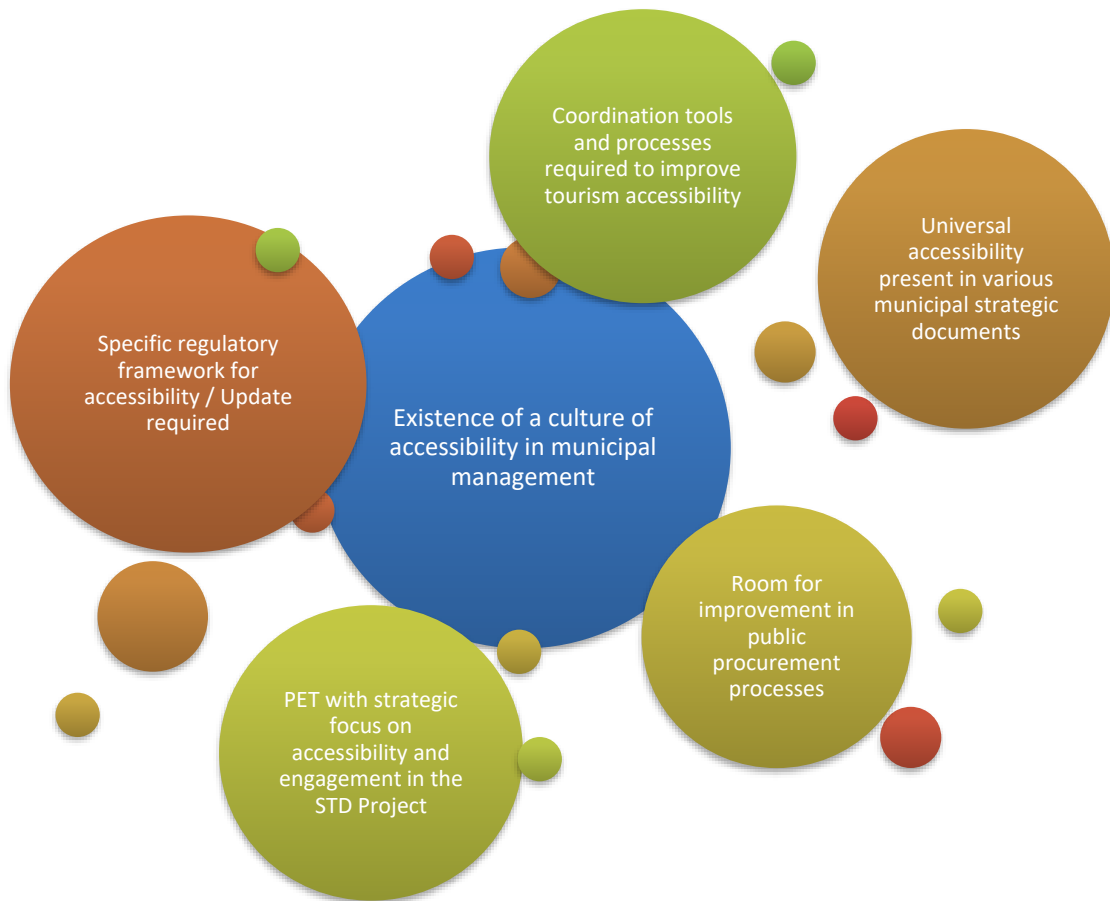 Coordination tools
and processes
required to improve
tourism accessibility
Universal
accessibility
present in various
municipal strategic
documents
Specific regulatory
framework for
accessibility / Update
required
Existence of a culture of
accessibility in municipal
management
Room for
improvement in
public
procurement
processes
PET with strategic
focus on
accessibility and
engagement in the
STD Project